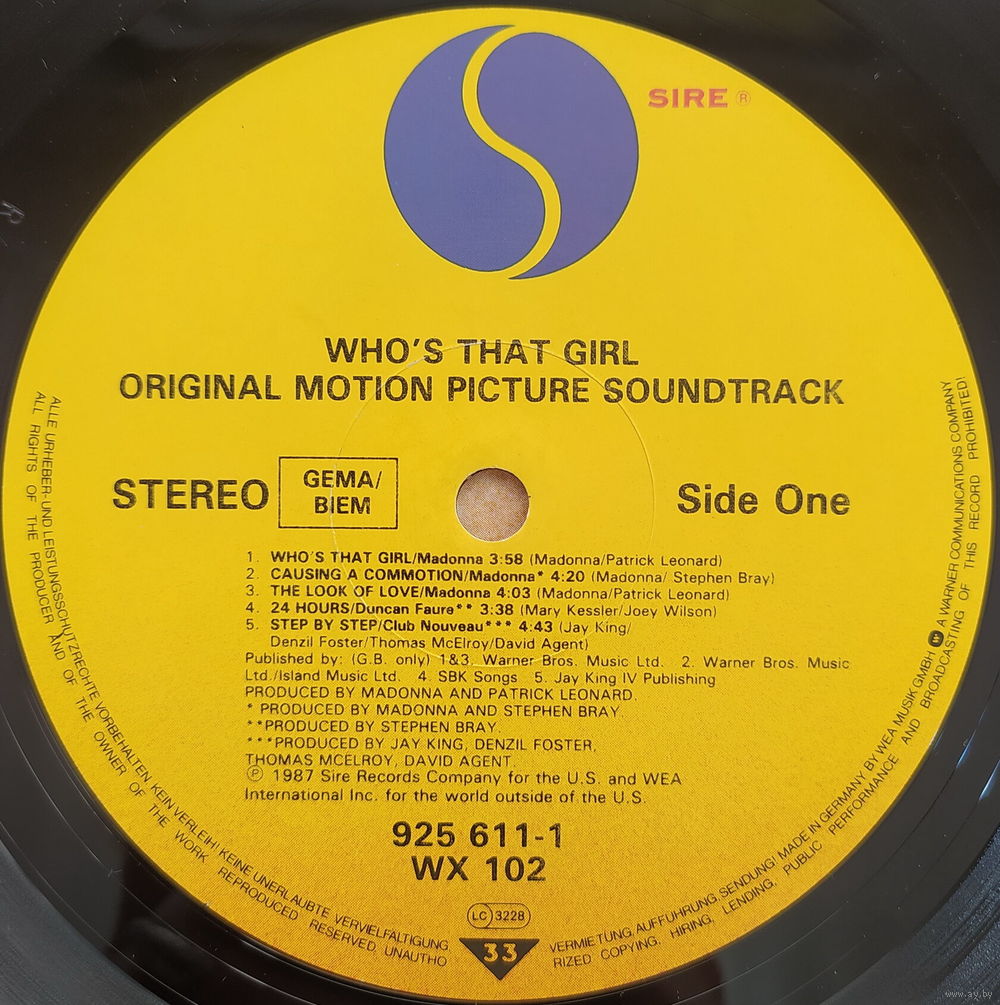 SIRE ®
WHO'S THAT GIRL
ORIGINAL MOTION PICTURE SOUNDTRACK
STEREO
GEMA/
BIEM
Side One
1. WHO'S THAT GIRL/Madonna 3:58 (Madonna/Patrick Leonard)
2. CAUSING A COMMOTION/Madonna* 4:20 (Madonna/ Stephen Bray)
3. THE LOOK OF LOVE/Madonna 4:03 (Madonna/Patrick Leonard)
4. 24 HOURS/Duncan Faure** 3:38 (Mary Kessler/Joey Wilson)
5. STEP BY STEP/Club Nouveau*** 4:43 (Jay King/
Denzil Foster/Thomas McElroy/David Agent)
Published by: (G.B. only) 1&3. Warner Bros. Music Ltd. 2. Warner Bros. Music
Ltd./Island Music Ltd. 4. SBK Songs 5. Jay King IV Publishing
PRODUCED BY MADONNA AND PATRICK LEONARD.
* PRODUCED BY MADONNA AND STEPHEN BRAY.
**PRODUCED BY STEPHEN BRAY.
***PRODUCED BY JAY KING, DENZIL FOSTER,
THOMAS MCELROY, DAVID AGENT.
℗ 1987 Sire Records Company for the U.S. and WEA
International Inc. for the world outside of the U.S.
925 611-1
WX 102
LC 3228
33
ALLE URHEBER- UND LEISTUNGSSCHUTZRECHTE VORBEHALTEN KEIN VERLEIH! KEINE UNERLAUBTE VERVIELFÄLTIGUNG
VERMIETUNG, AUFFÜHRUNG, SENDUNG! MADE IN GERMANY BY WEA MUSIK GMBH W A WARNER COMMUNICATIONS COMPANY
ALL RIGHTS OF THE PRODUCER AND OF THE OWNER OF THE WORK REPRODUCED RESERVED UNAUTHO
RIZED COPYING, HIRING, LENDING, PUBLIC PERFORMANCE AND BROADCASTING OF THIS RECORD PROHIBITED!
www.ay.by